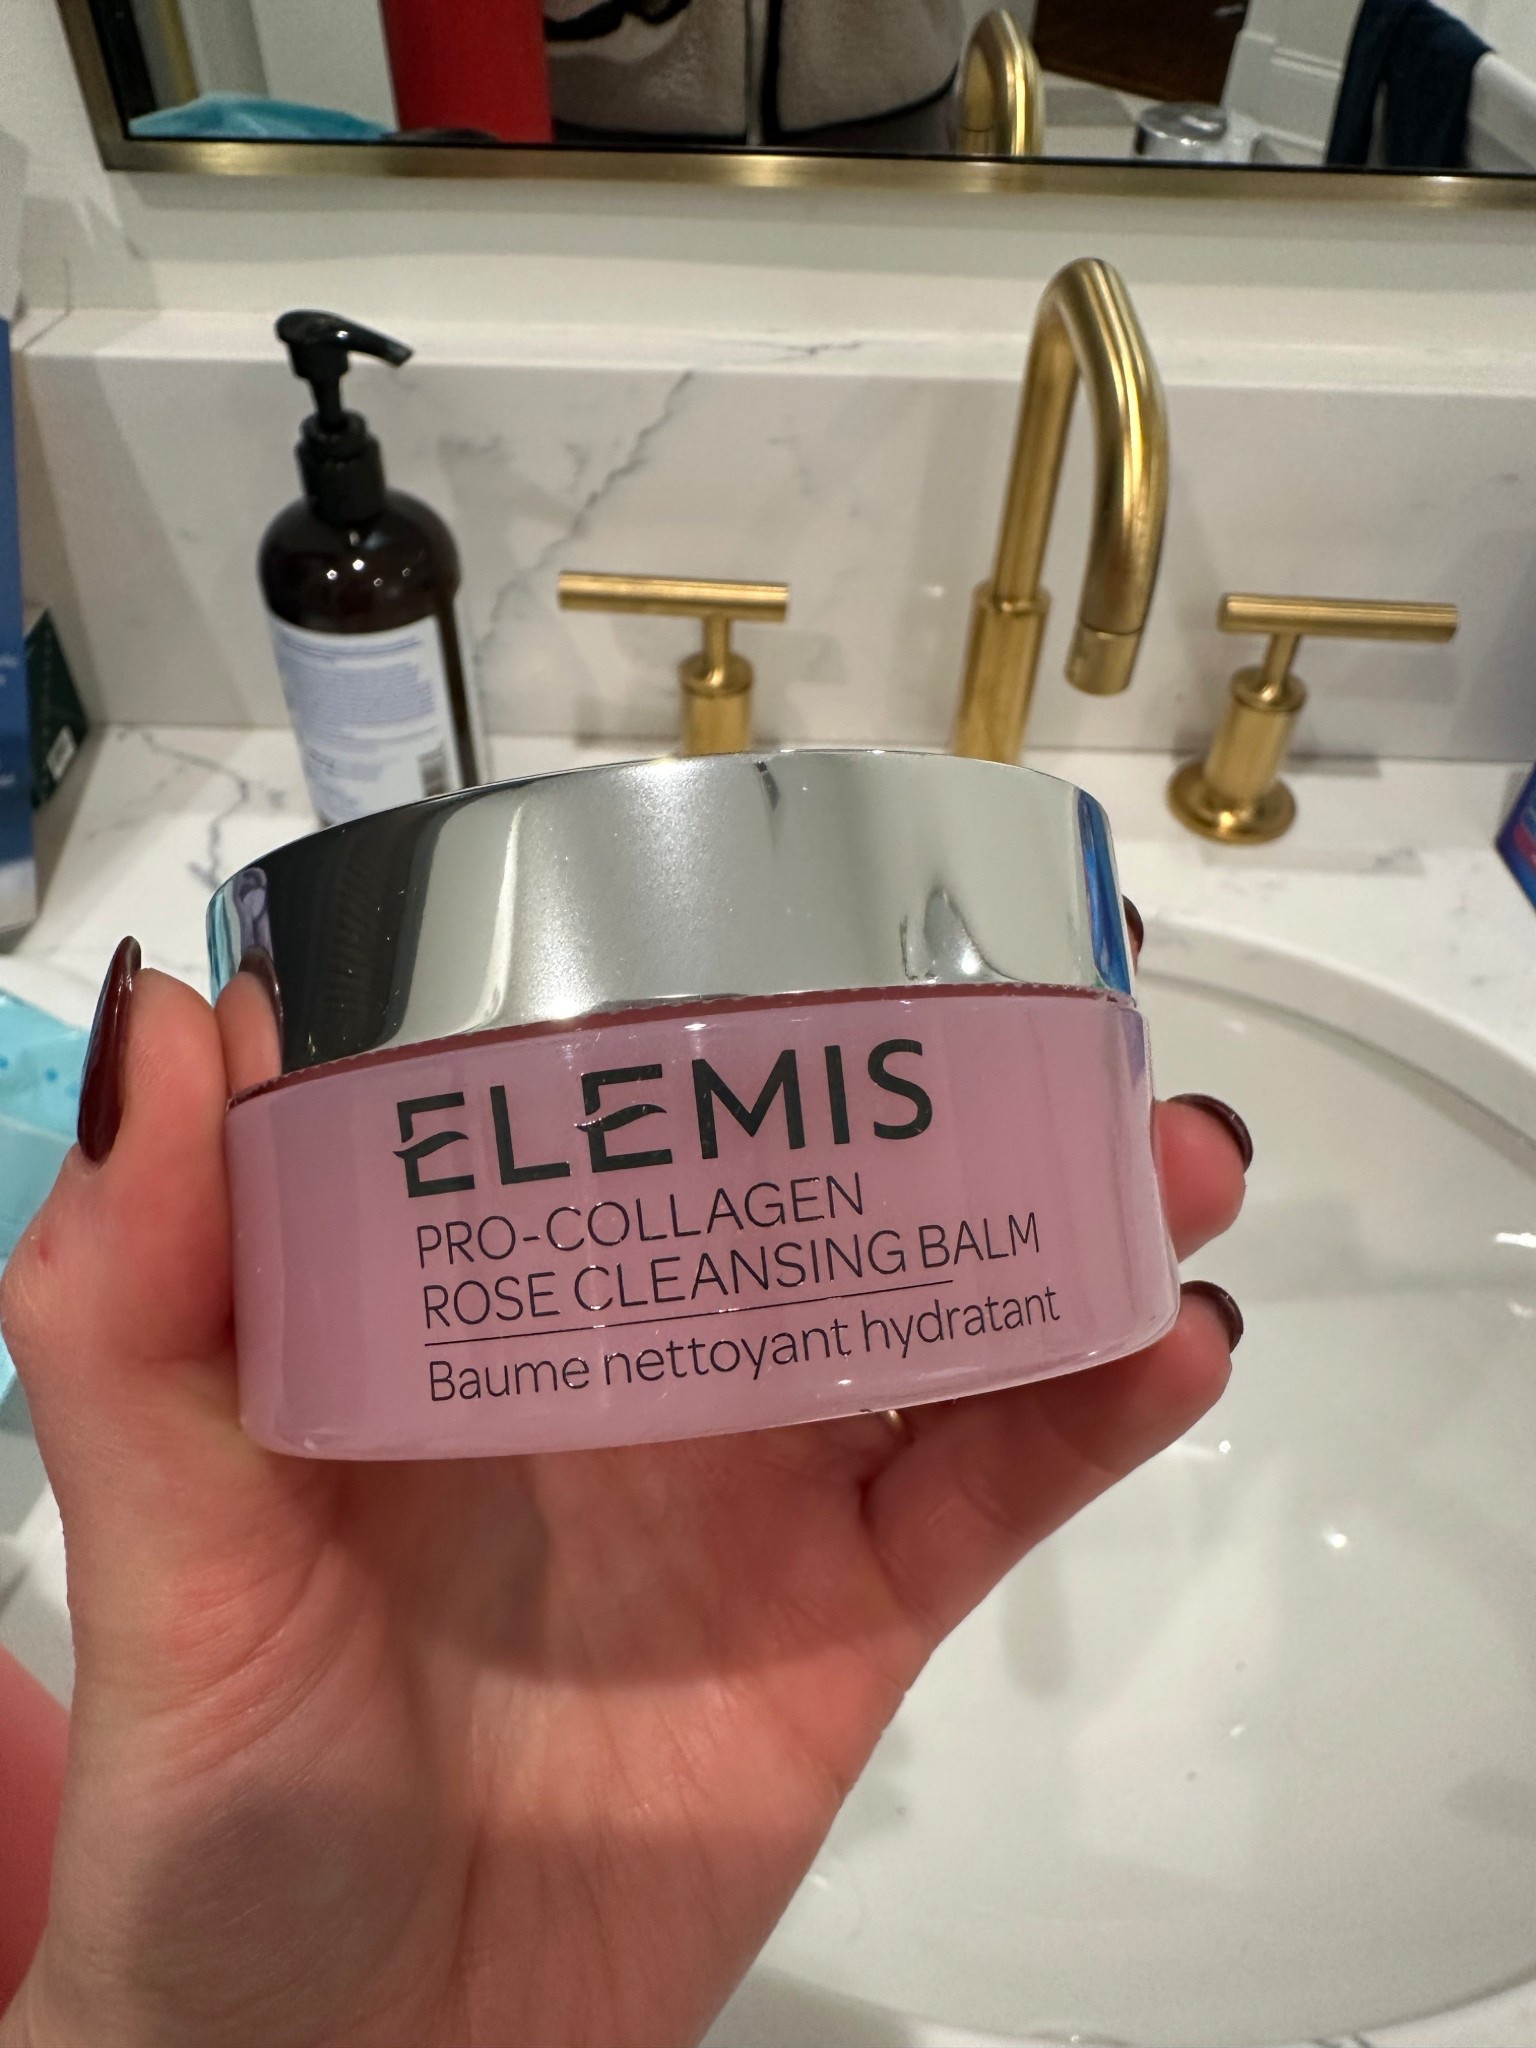 ELEMIS
PRO-COLLAGEN
ROSE CLEANSING BALM
Baume nettoyant hydratant